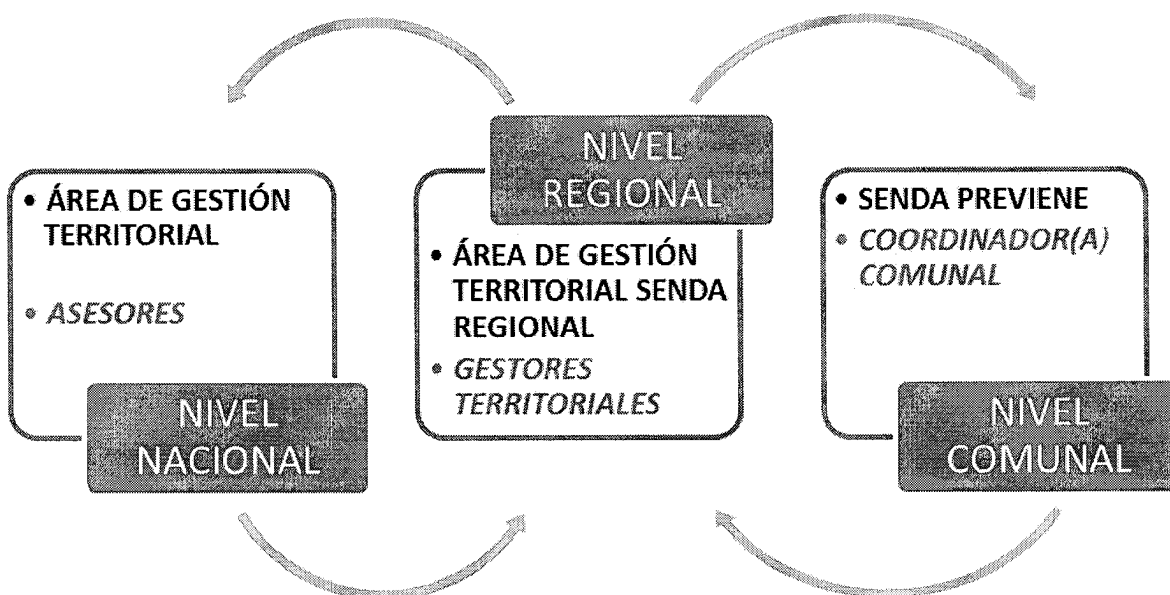 • ÁREA DE GESTIÓN
TERRITORIAL
• ASESORES
NIVEL
NACIONAL
NIVEL
REGIONAL
• ÁREA DE GESTIÓN
TERRITORIAL SENDA
REGIONAL
• GESTORES
TERRITORIALES
• SENDA PREVIENE
• COORDINADOR(A)
COMUNAL
NIVEL
COMUNAL